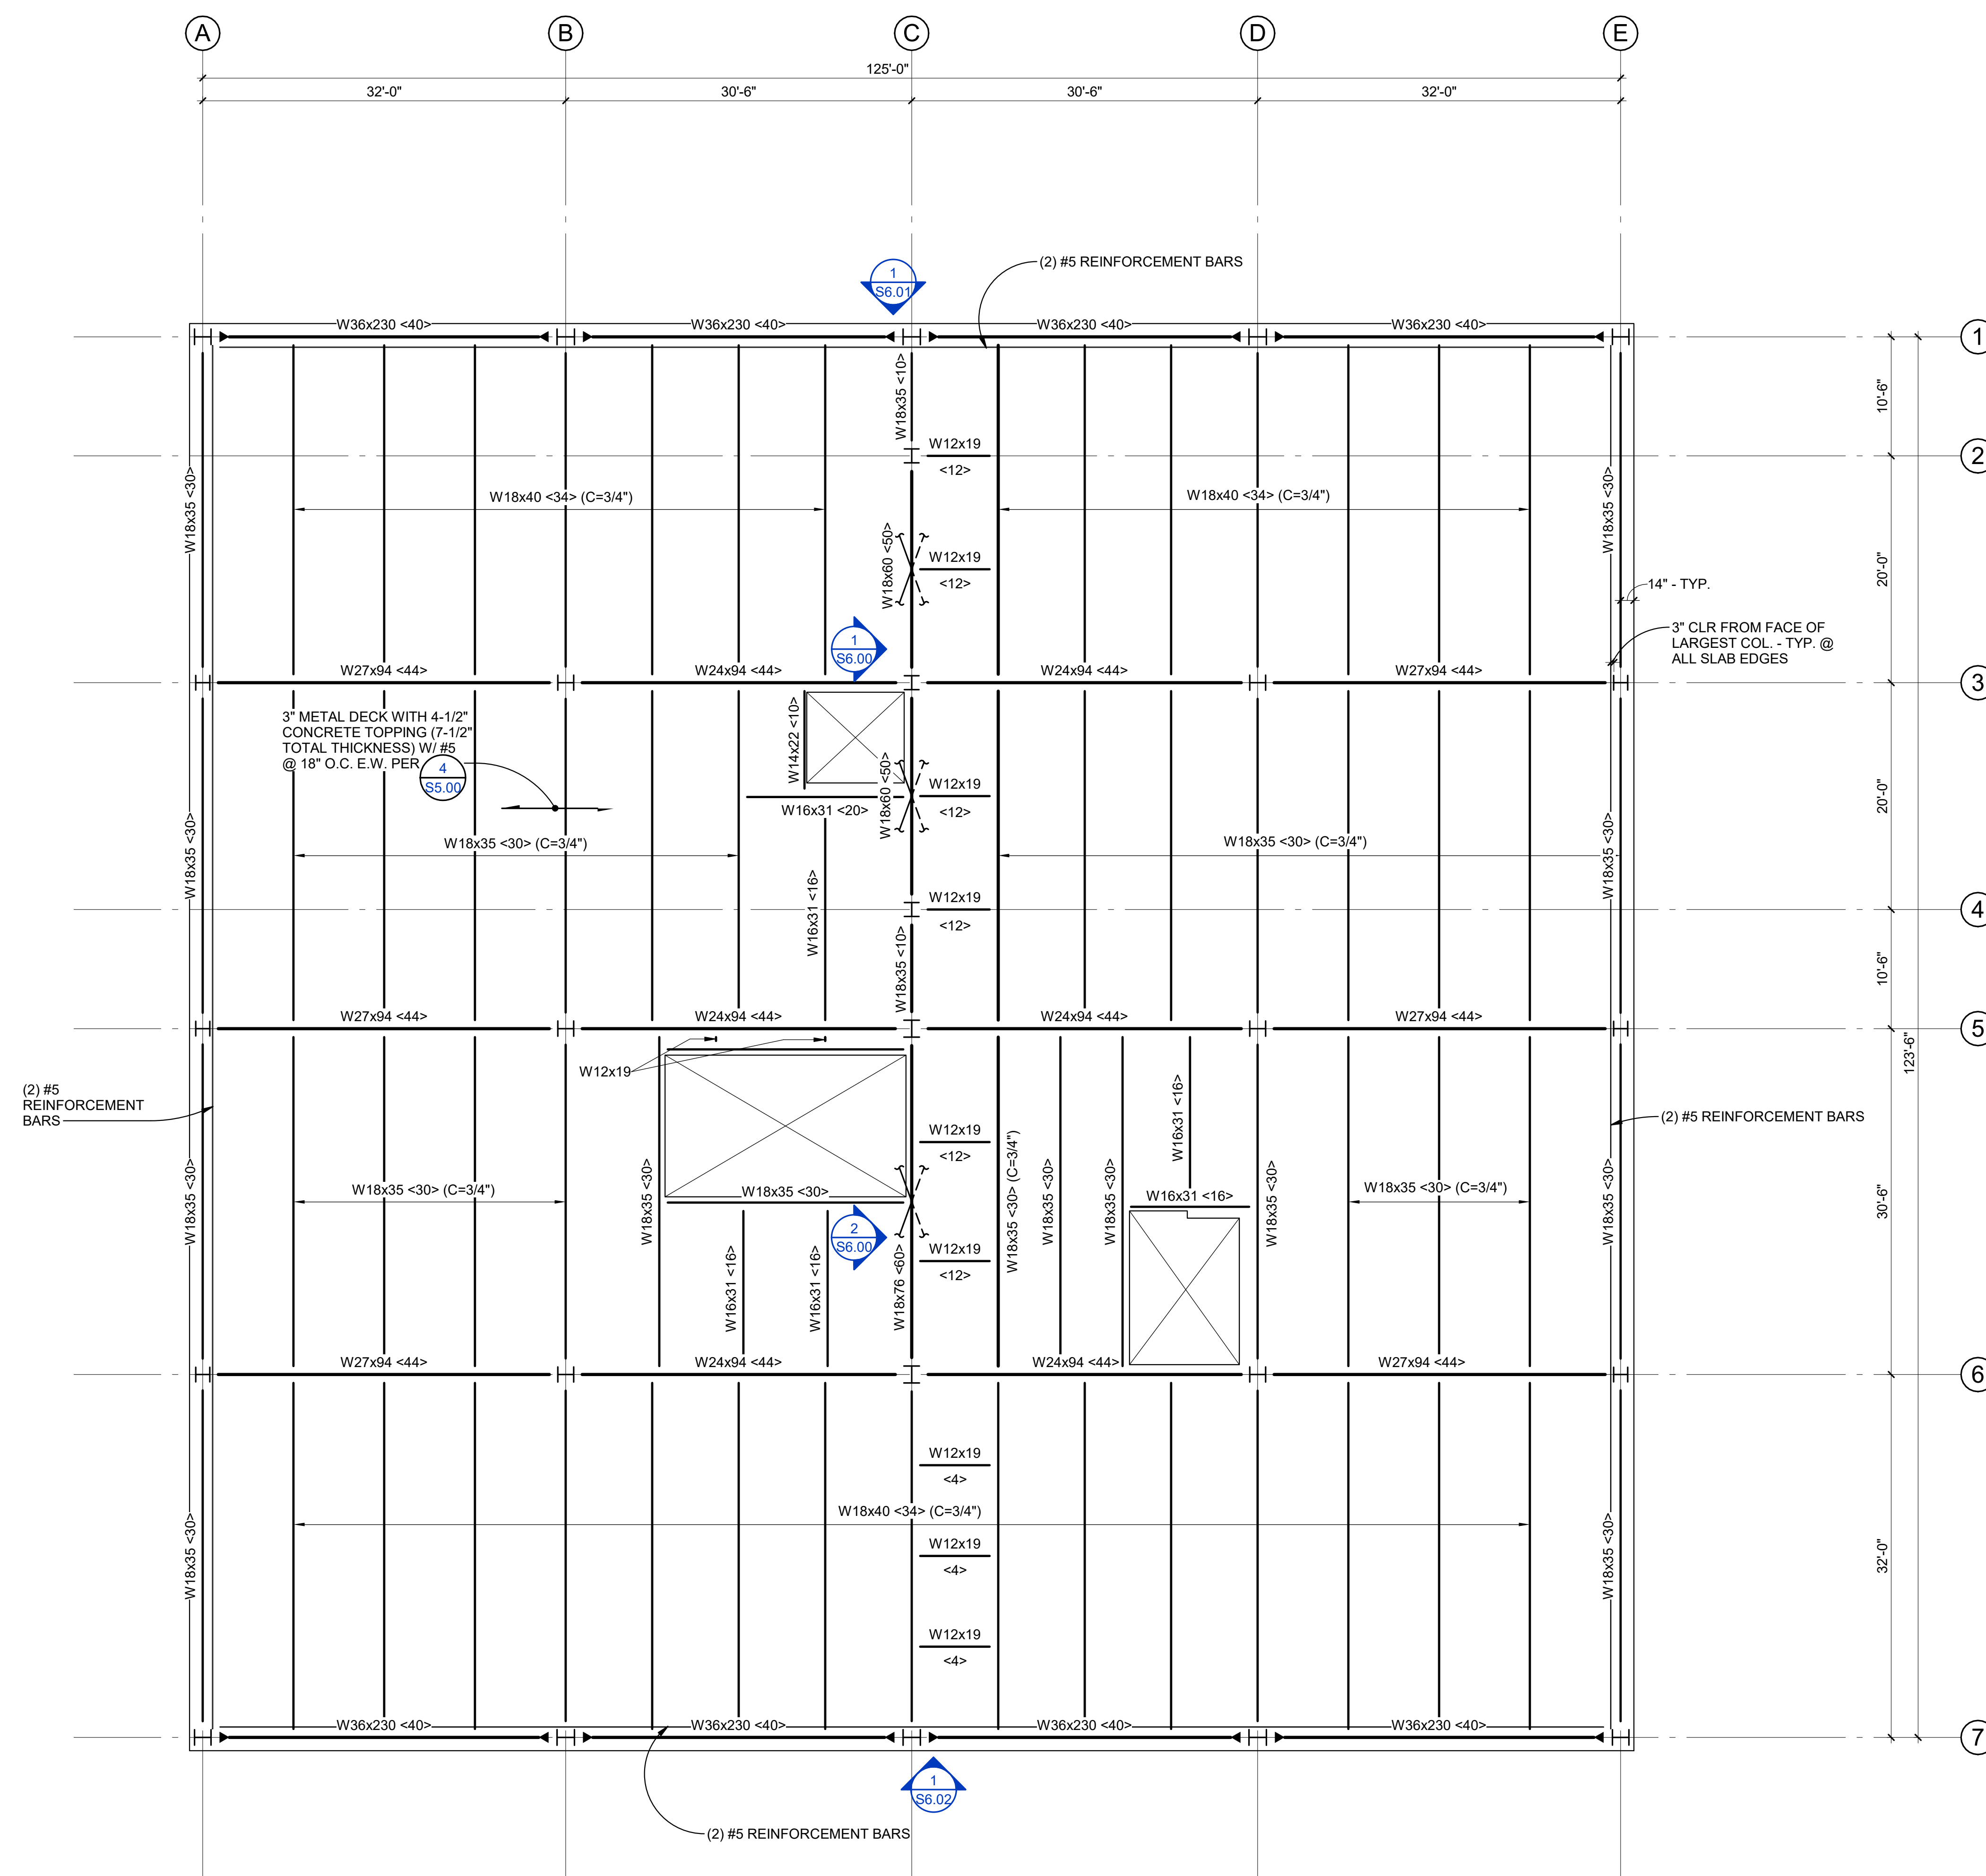 A
B
C
D
E
125'-0"
32'-0"
30'-6"
30'-6"
32'-0"
(2) #5 REINFORCEMENT BARS
1
S6.01
W36x230 <40>
W36x230 <40>
W36x230 <40>
W36x230 <40>
1
W18x35 <10>
10'-6"
W12x19
<12>
2
W18x35 <30>
W18x40 <34> (C=3/4")
W18x40 <34> (C=3/4")
W18x35 <30>
W18x60 <50>
W12x19
<12>
20'-0"
14" - TYP.
3" CLR FROM FACE OF
LARGEST COL. - TYP. @
ALL SLAB EDGES
1
S6.00
W27x94 <44>
W24x94 <44>
W24x94 <44>
W27x94 <44>
3
3" METAL DECK WITH 4-1/2"
CONCRETE TOPPING (7-1/2"
TOTAL THICKNESS) W/ #5
@ 18" O.C. E.W. PER
4
S5.00
W14x22 <10>
W18x60 <50>
W12x19
<12>
W16x31 <20>
20'-0"
W18x35 <30>
W18x35 <30> (C=3/4")
W18x35 <30> (C=3/4")
W18x35 <30>
W16x31 <16>
W12x19
<12>
4
W18x35 <10>
10'-6"
W27x94 <44>
W24x94 <44>
W24x94 <44>
W27x94 <44>
5
123'-6"
W12x19
(2) #5
REINFORCEMENT
BARS
W16x31 <16>
(2) #5 REINFORCEMENT BARS
W12x19
<12>
W18x35 <30>
W18x35 <30> (C=3/4")
W18x35 <30>
W18x35 <30>
W18x35 <30> (C=3/4")
W18x35 <30>
W18x35 <30>
W16x31 <16>
W18x35 <30>
W18x35 <30> (C=3/4")
W18x35 <30>
30'-6"
2
S6.00
W12x19
<12>
W16x31 <16>
W16x31 <16>
W18x76 <60>
W27x94 <44>
W24x94 <44>
W24x94 <44>
W27x94 <44>
6
W12x19
<4>
W18x40 <34> (C=3/4")
W18x35 <30>
W18x35 <30>
32'-0"
W12x19
<4>
W12x19
<4>
W36x230 <40>
W36x230 <40>
W36x230 <40>
W36x230 <40>
7
1
S6.02
(2) #5 REINFORCEMENT BARS